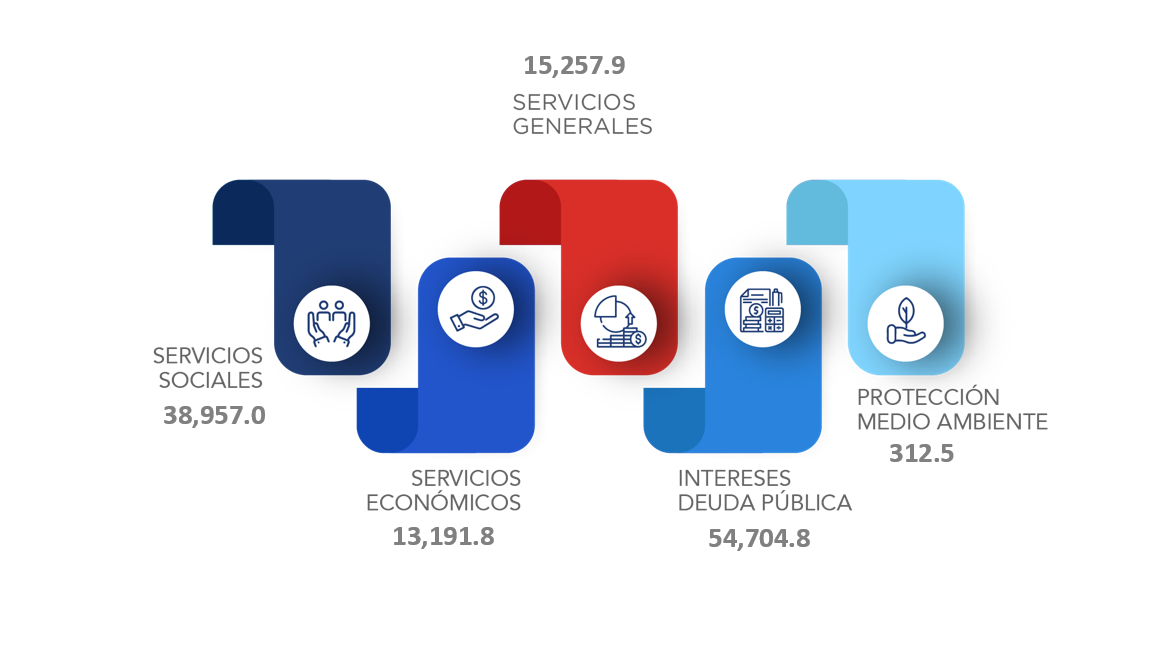 15,257.9
SERVICIOS
GENERALES
SERVICIOS
SOCIALES
38,957.0
SERVICIOS
ECONÓMICOS
13,191.8
INTERESES
DEUDA PÚBLICA
54,704.8
PROTECCIÓN
MEDIO AMBIENTE
312.5